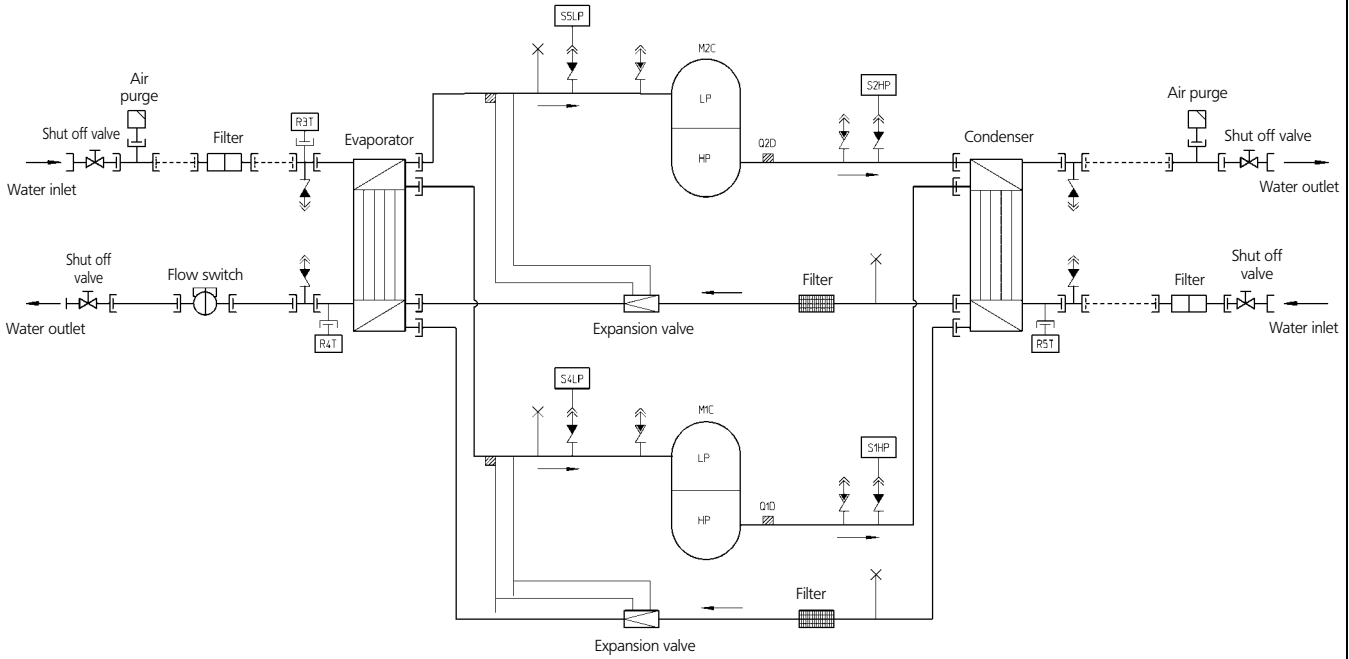 S5LP
M2C
Air
purge
S2HP
Air purge
LP
R3T
Shut off valve
Filter
Evaporator
Q2D
Condenser
Shut off valve
HP
Water inlet
Water outlet
Shut off
valve
Flow switch
Filter
Filter
Shut off
valve
Water outlet
Expansion valve
Water inlet
R4T
R5T
S4LP
M1C
S1HP
LP
Q1D
HP
Filter
Expansion valve